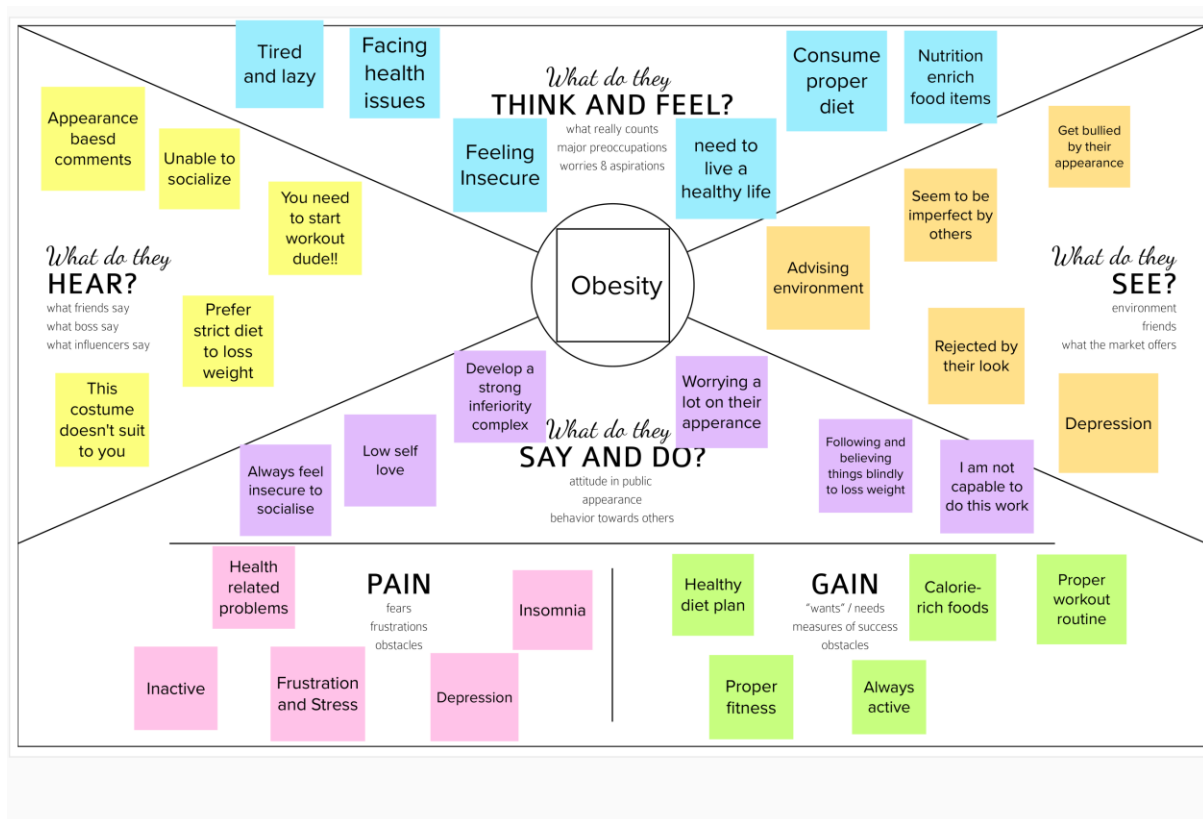 Tired
and lazy
Facing
health
issues
What do they
THINK AND FEEL?
what really counts
major preoccupations
worries & aspirations
Feeling
Insecure
need to
live a
healthy life
Consume
proper
diet
Nutrition
enrich
food items
Appearance
baesd
comments
Unable to
socialize
You need
to start
workout
dude!!
What do they
HEAR?
what friends say
what boss say
what influencers say
Prefer
strict diet
to loss
weight
This
costume
doesn't suit
to you
Obesity
Get bullied
by their
appearance
Seem to be
imperfect by
others
Advising
environment
What do they
SEE?
environment
friends
what the market offers
Rejected by
their look
Depression
Develop a
strong
inferiority
complex
Worrying a
lot on their
apperance
What do they
SAY AND DO?
attitude in public
appearance
behavior towards others
Low self
love
Always feel
insecure to
socialise
Following and
believing
things blindly
to loss weight
I am not
capable to
do this work
Health
related
problems
PAIN
fears
frustrations
obstacles
Insomnia
Inactive
Frustration
and Stress
Depression
Healthy
diet plan
GAIN
"wants" / needs
measures of success
obstacles
Calorie-
rich foods
Proper
workout
routine
Proper
fitness
Always
active